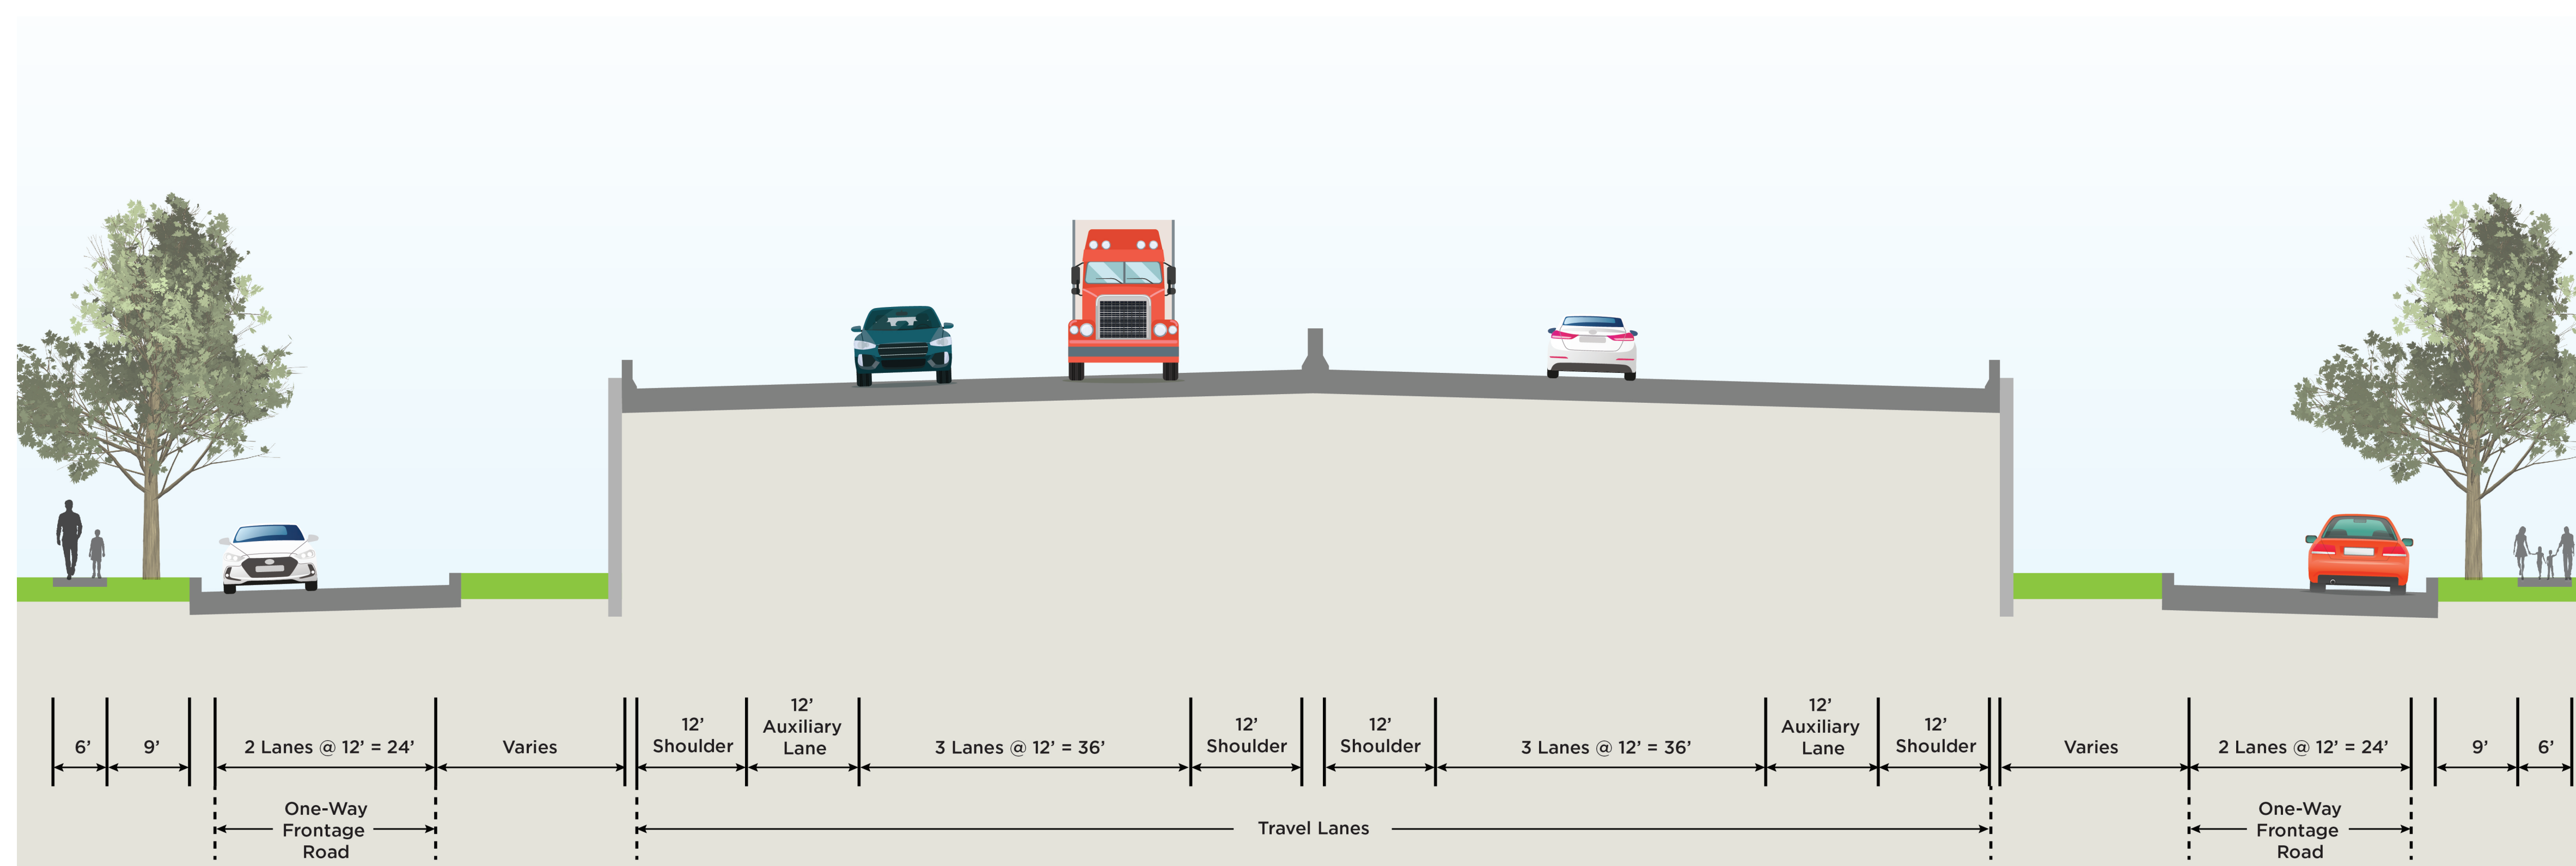 6’
9’
2 Lanes @ 12’ = 24’
Varies
12’
Shoulder
12’
Auxiliary
Lane
3 Lanes @ 12’ = 36’
12’
Shoulder
12’
Shoulder
3 Lanes @ 12’ = 36’
12’
Auxiliary
Lane
12’
Shoulder
Varies
2 Lanes @ 12’ = 24’
9’
6’
One-Way
Frontage
Road
Travel Lanes
One-Way
Frontage
Road